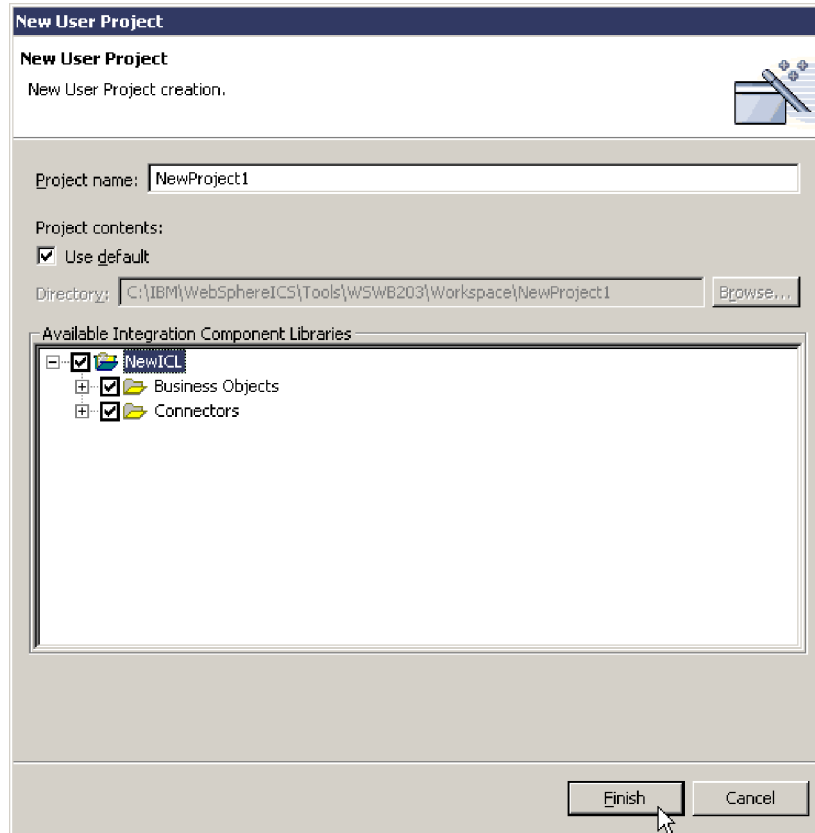 New User Project
New User Project
New User Project creation.
Project name: NewProject1
Project contents:
Use default
Directory: C:\IBM\WebSphereICS\Tools\WSWB203\Workspace\NewProject1 Browse...
Available Integration Component Libraries
NewICL
Business Objects
Connectors
Finish Cancel